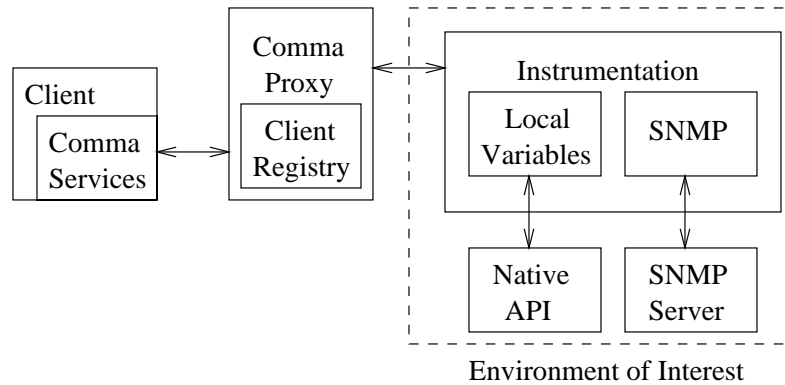 Client
Comma
Services
Comma
Proxy
Client
Registry
Instrumentation
Local
Variables
SNMP
Native
API
SNMP
Server
Environment of Interest